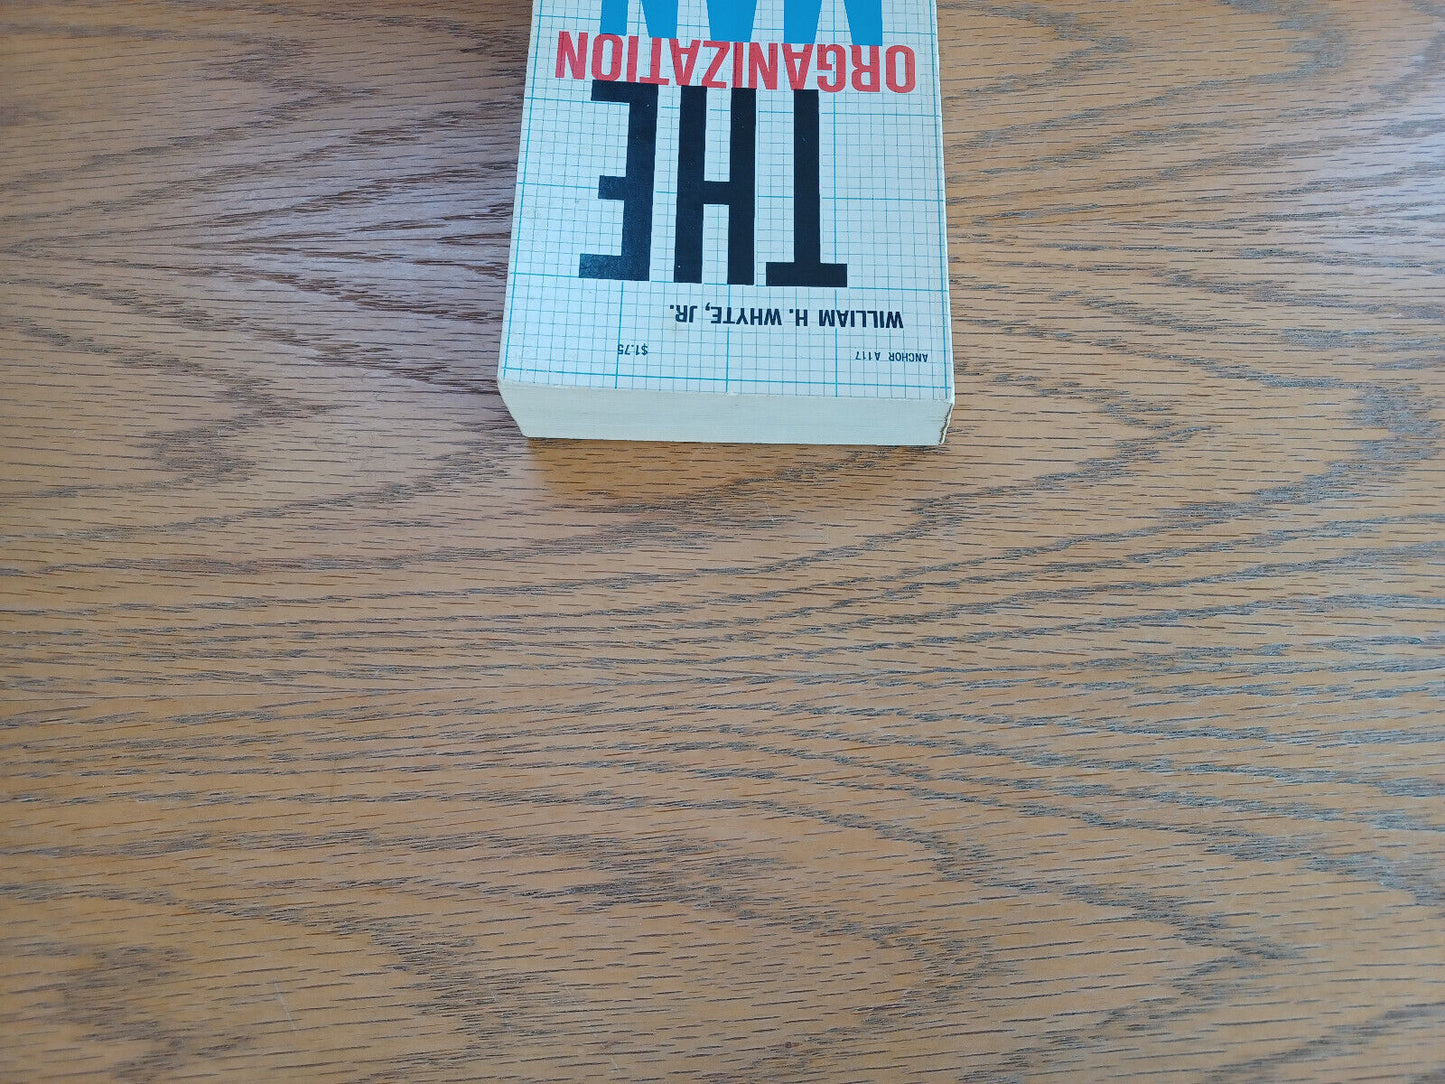 ANCHOR A117 $1.75
WILLIAM H. WHYTE, JR.
THE
ORGANIZATION